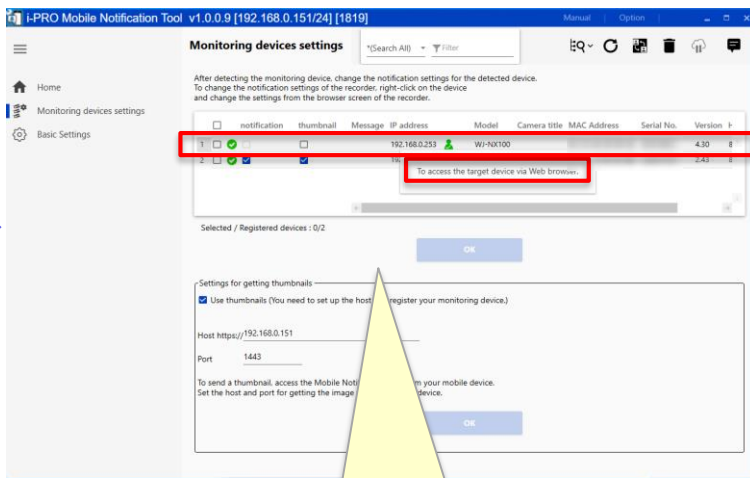 i-PRO Mobile Notification Tool v1.0.0.9 [192.168.0.151/24] [1819]
Manual | Option |
Monitoring devices settings
*(Search All) Filter
Home
Monitoring devices settings
Basic Settings
After detecting the monitoring device, change the notification settings for the detected device.
To change the notification settings of the recorder, right-click on the device
and change the settings from the browser screen of the recorder.
notification thumbnail Message IP address Model Camera title MAC Address Serial No. Version
1 192.168.0.253 WJ-NX100 4.30 8
2 2.43 8
To access the target device via Web browser.
Selected / Registered devices : 0/2
OK
Settings for getting thumbnails
Use thumbnails (You need to set up the host register your monitoring device.)
Host https:// 192.168.0.151
Port 1443
To send a thumbnail, access the Mobile your mobile device.
Set the host and port for getting the image device.
OK